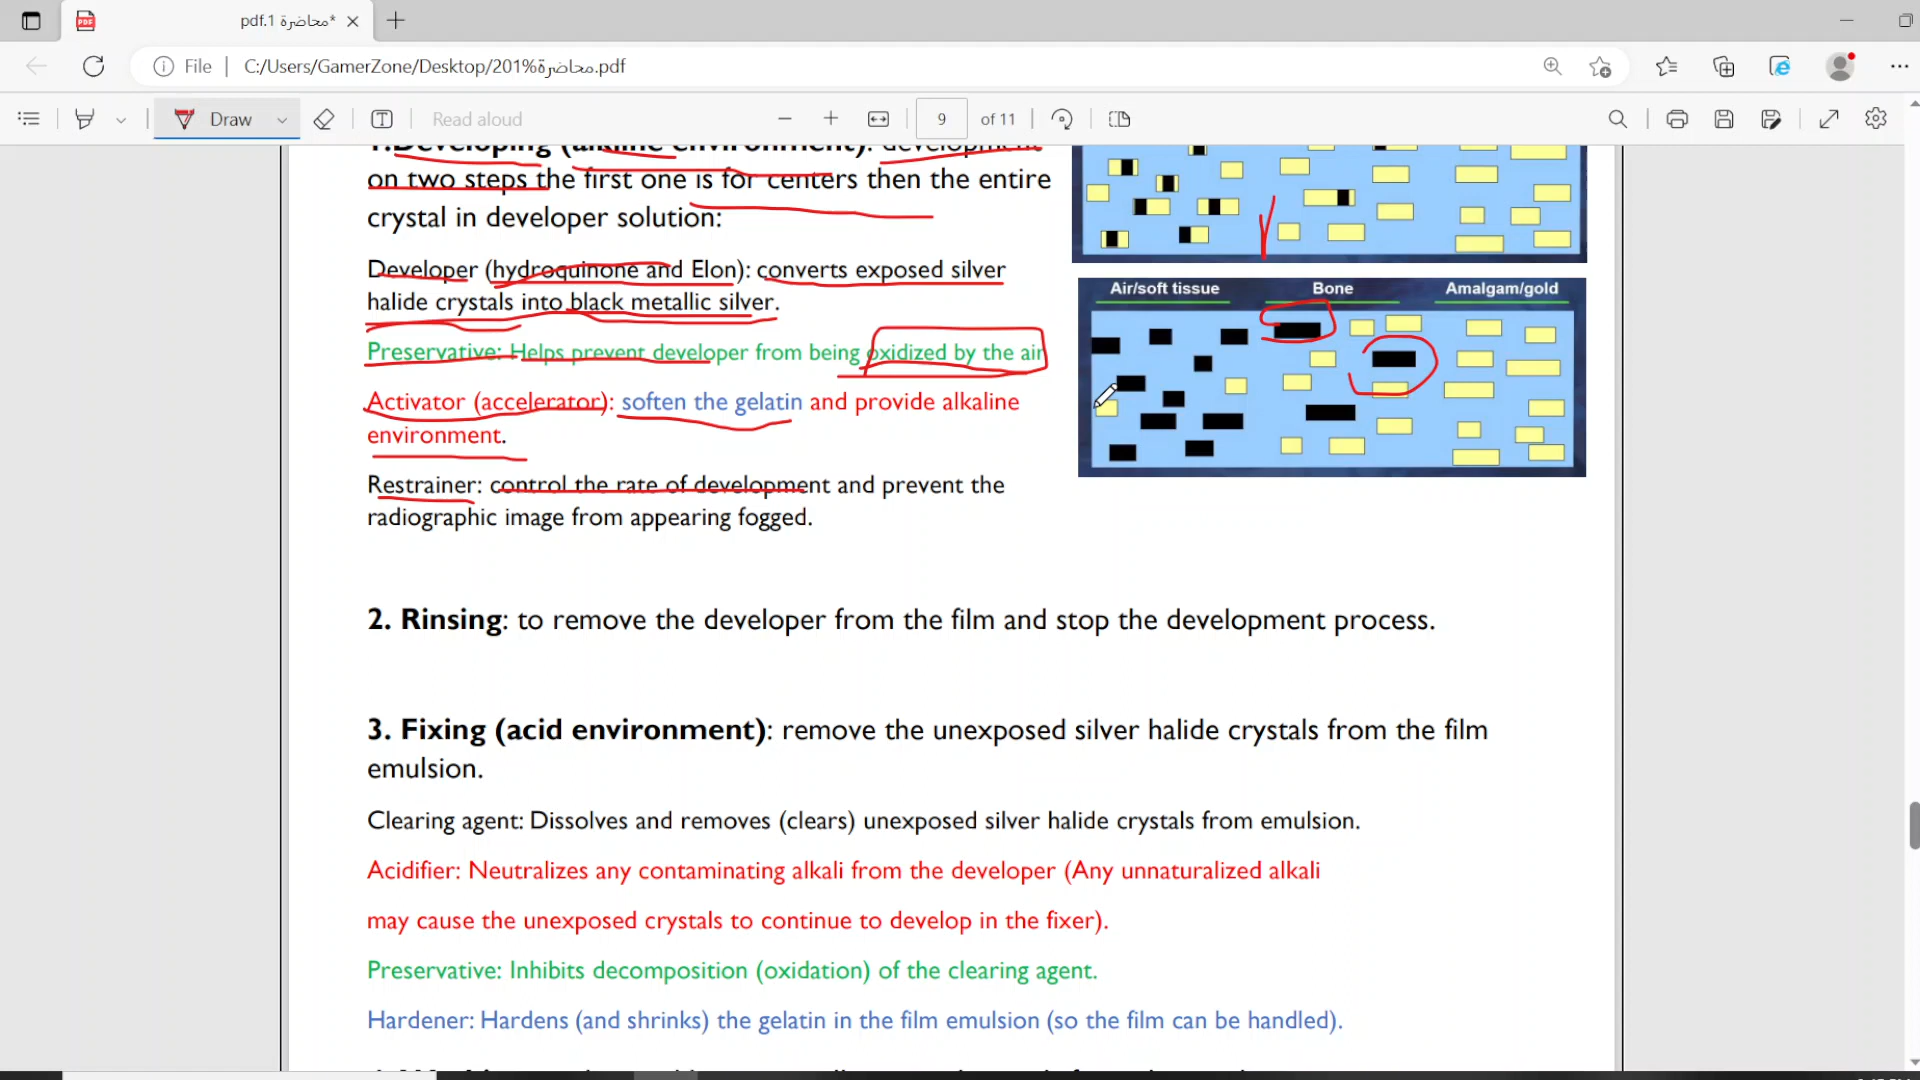 محاضرة 1.pdf*
File
C:/Users/GamerZone/Desktop/201%محاضرة.pdf
Draw
Read aloud
9
of 11
1.Developing (alkline environment): development
on two steps the first one is for centers then the entire
crystal in developer solution:
Developer (hydroquinone and Elon): converts exposed silver
halide crystals into black metallic silver.
Preservative: Helps prevent developer from being oxidized by the air
Activator (accelerator): soften the gelatin and provide alkaline
environment.
Restrainer: control the rate of development and prevent the
radiographic image from appearing fogged.
Air/soft tissue
Bone
Amalgam/gold
2. Rinsing: to remove the developer from the film and stop the development process.
3. Fixing (acid environment): remove the unexposed silver halide crystals from the film
emulsion.
Clearing agent: Dissolves and removes (clears) unexposed silver halide crystals from emulsion.
Acidifier: Neutralizes any contaminating alkali from the developer (Any unnaturalized alkali
may cause the unexposed crystals to continue to develop in the fixer).
Preservative: Inhibits decomposition (oxidation) of the clearing agent.
Hardener: Hardens (and shrinks) the gelatin in the film emulsion (so the film can be handled).